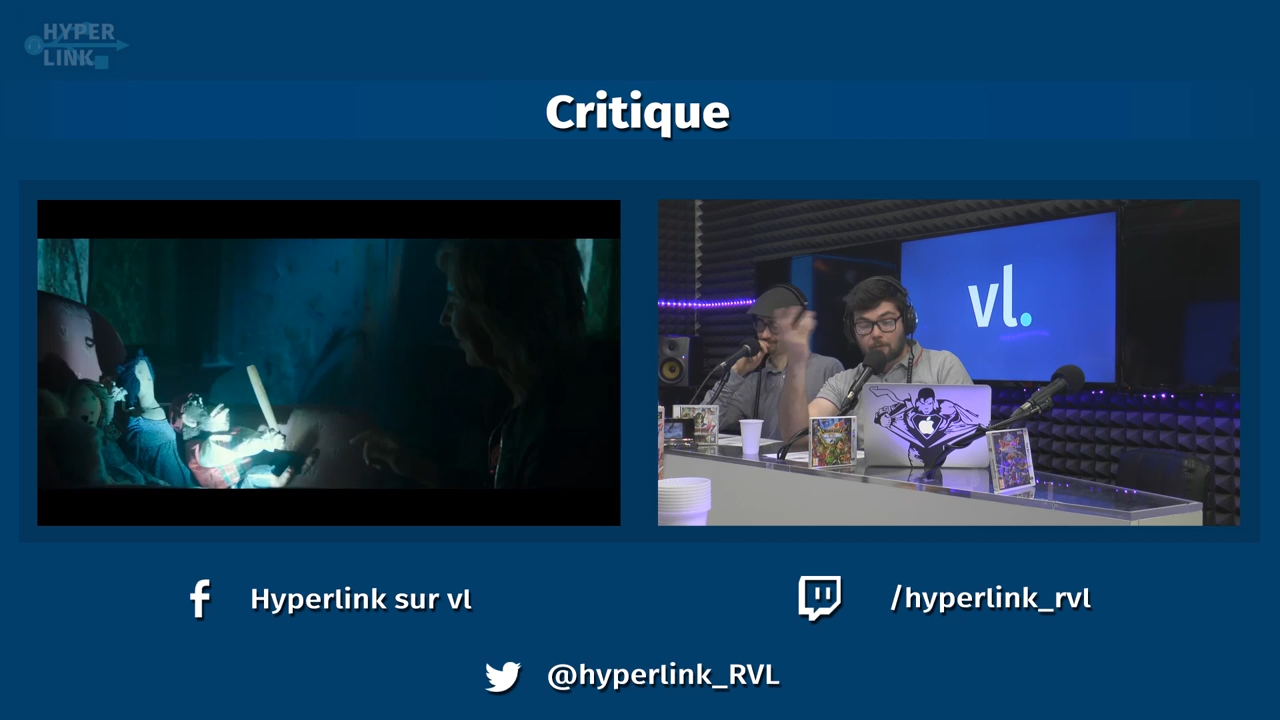 HYPER
LINK
Critique
vl.
Hyperlink sur vl
/hyperlink_rvl
@hyperlink_RVL